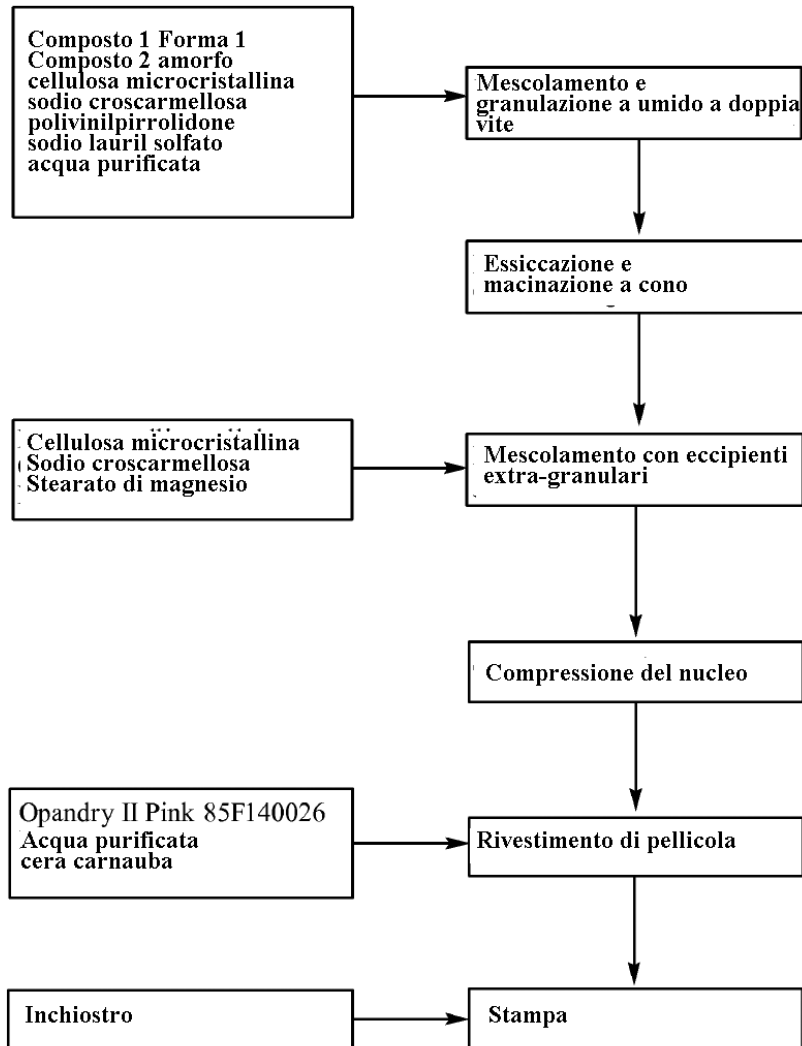 Composto 1 Forma 1
Composto 2 amorfo
cellulosa microcristallina
sodio croscarmellosa
polivinilpirrolidone
sodio lauril solfato
acqua purificata
Mescolamento e
granulazione a umido a doppia
vite
Essiccazione e
macinazione a cono
Cellulosa microcristallina
Sodio croscarmellosa
Stearato di magnesio
Mescolamento con eccipienti
extra-granulari
Compressione del nucleo
Opandry II Pink 85F140026
Acqua purificata
cera carnauba
Rivestimento di pellicola
Inchiostro
Stampa